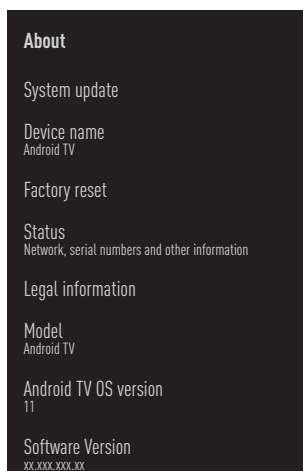 About
System update
Device name
Android TV
Factory reset
Status
Network, serial numbers and other information
Legal information
Model
Android TV
Android TV OS version
11
Software Version
xx.xxx.xxx.xx